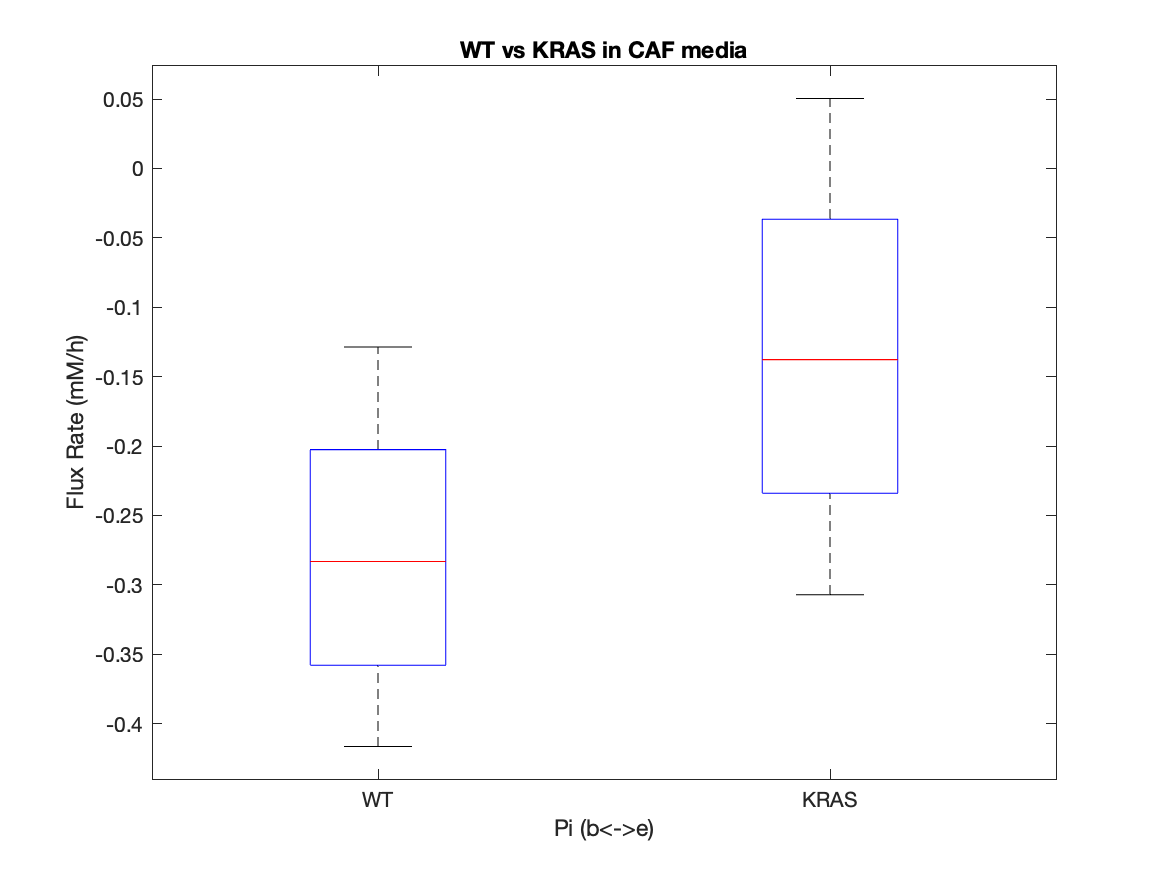 WT vs KRAS in CAF media
0.05
0
-0.05
-0.1
-0.15
-0.2
-0.25
-0.3
-0.35
-0.4
Flux Rate (mM/h)
WT
KRAS
Pi (b<->e)